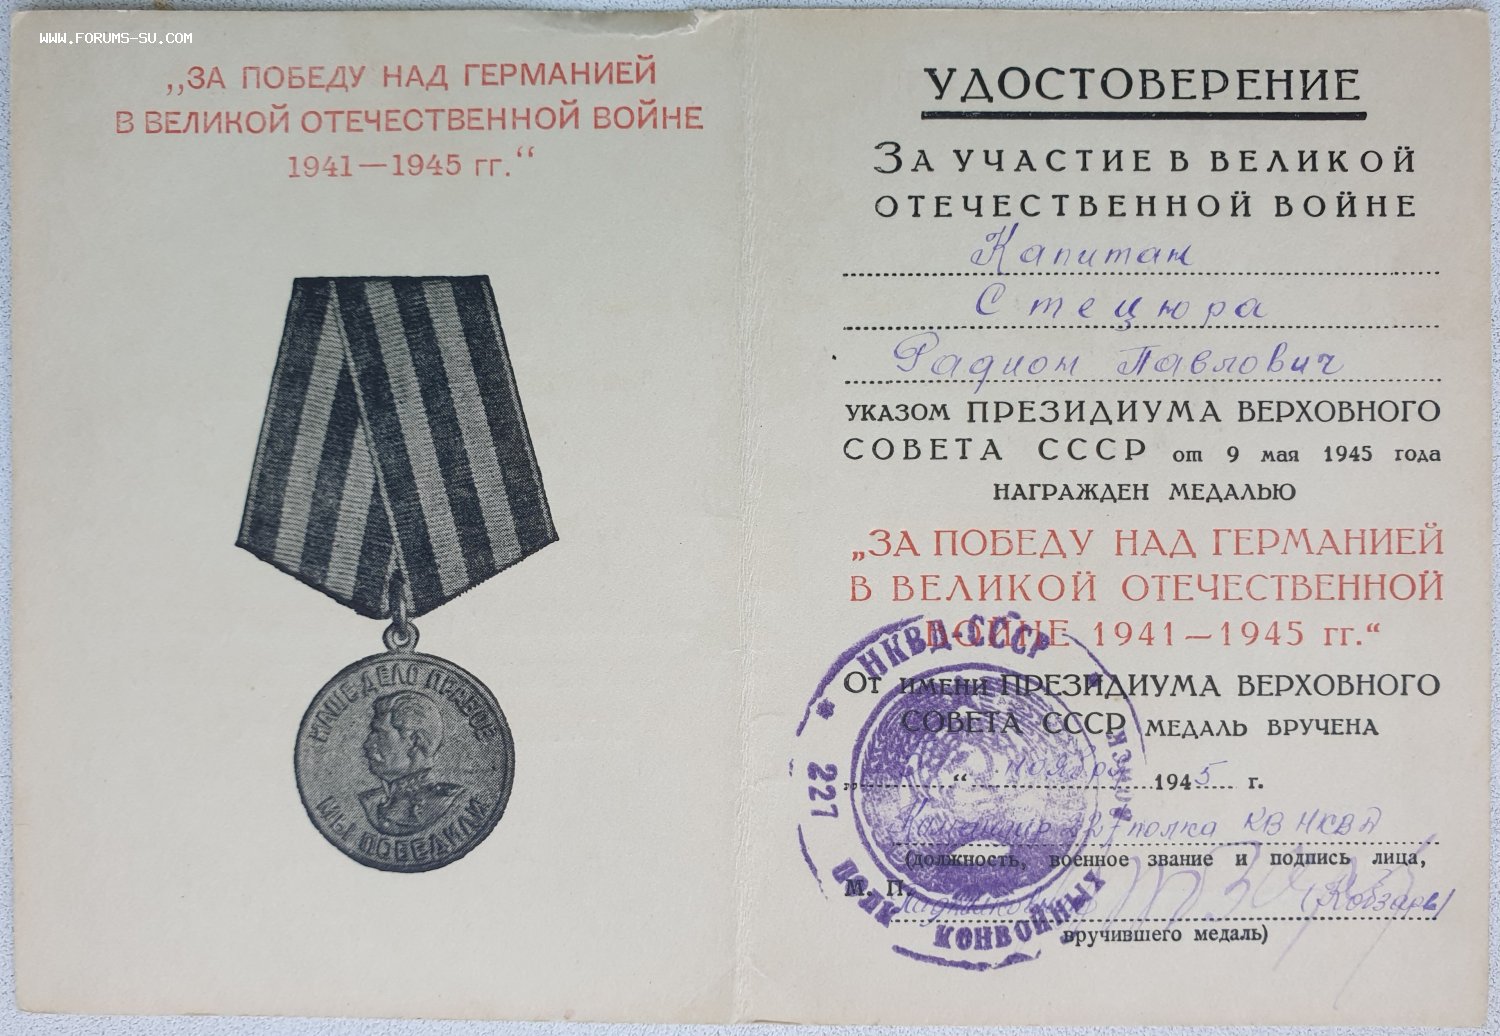 WWW.FORUMS-SU.COM
„ЗА ПОБЕДУ НАД ГЕРМАНИЕЙ
В ВЕЛИКОЙ ОТЕЧЕСТВЕННОЙ ВОЙНЕ
1941—1945 гг.“
НАШЕ ДЕЛО ПРАВОЕ
МЫ ПОБЕДИЛИ
УДОСТОВЕРЕНИЕ
ЗА УЧАСТИЕ В ВЕЛИКОЙ
ОТЕЧЕСТВЕННОЙ ВОЙНЕ
Капитан
Стецюра
Радион Павлович
УКАЗОМ ПРЕЗИДИУМА ВЕРХОВНОГО
СОВЕТА СССР от 9 мая 1945 года
НАГРАЖДЕН МЕДАЛЬЮ
„ЗА ПОБЕДУ НАД ГЕРМАНИЕЙ
В ВЕЛИКОЙ ОТЕЧЕСТВЕННОЙ
ВОЙНЕ 1941—1945 гг.“
ОТ ИМЕНИ ПРЕЗИДИУМА ВЕРХОВНОГО
СОВЕТА СССР МЕДАЛЬ ВРУЧЕНА
„ “ ноября 1945 г.
Командир 227 полка КВ НКВД
(должность, военное звание и подпись лица,
М. П.
Подполковник (Кобзарь)
вручившего медаль)
НКВД-СССР
227 ПОЛК КОНВОЙНЫХ